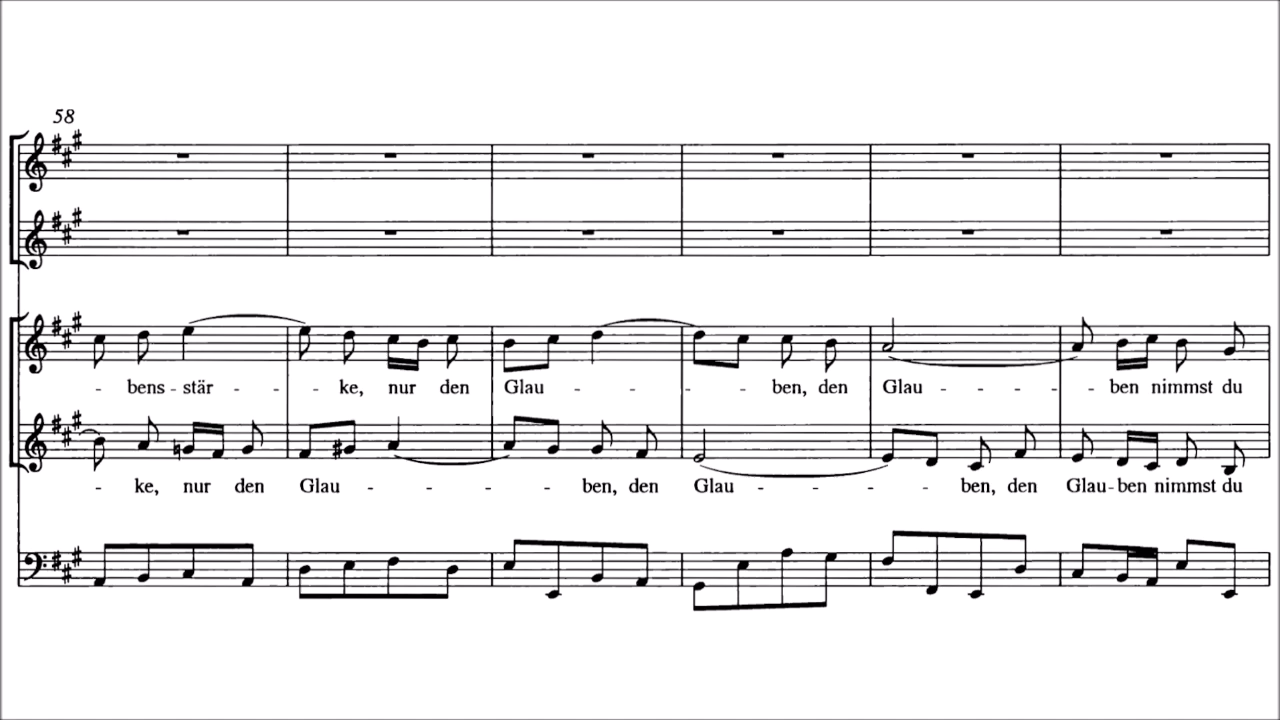 58
- bens - stär - - - ke, nur den Glau - - - - ben, den Glau - - - - ben nimmst du
- ke, nur den Glau - - - - ben, den Glau - - - - ben, den Glau - ben nimmst du